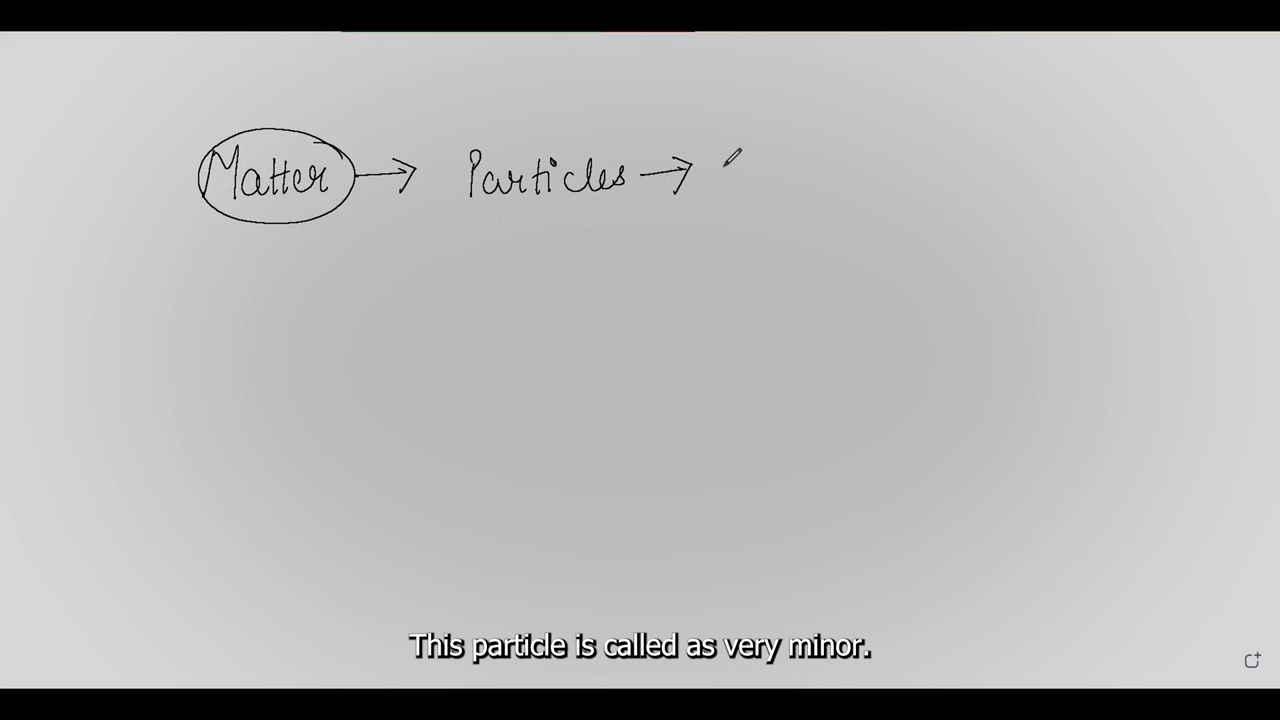 Matter → Particles →
This particle is called as very minor.